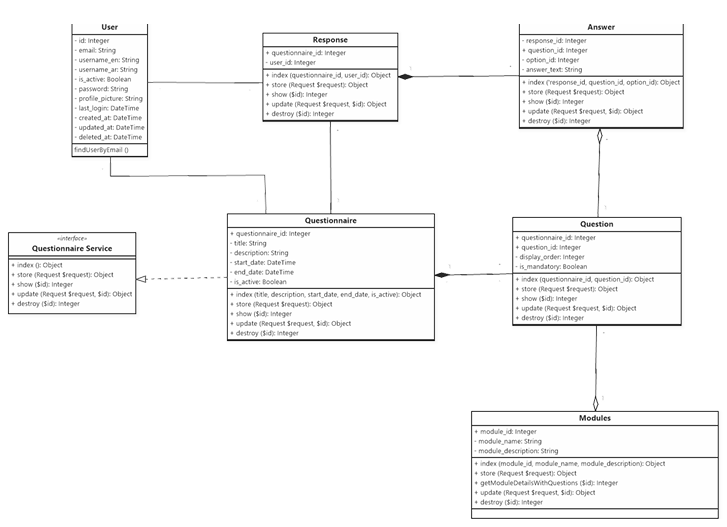 User
- id: Integer
- email: String
- username_en: String
- username_ar: String
- is_active: Boolean
- password: String
- profile_picture: String
- last_login: DateTime
- created_at: DateTime
- updated_at: DateTime
- deleted_at: DateTime
findUserByEmail ()
Response
+ questionnaire_id: Integer
- user_id: Integer
+ index (questionnaire_id, user_id): Object
+ store (Request $request): Object
+ show ($id): Integer
+ update (Request $request, $id): Object
+ destroy ($id): Integer
Answer
- response_id: Integer
+ question_id: Integer
- option_id: Integer
- answer_text: String
+ index ('response_id, question_id, option_id): Object
+ store (Request $request): Object
+ show ($id): Integer
+ update (Request $request, $id): Object
+ destroy ($id): Integer
«interface»
Questionnaire Service
+ index (): Object
+ store (Request $request): Object
+ show ($id): Integer
+ update (Request $request, $id): Object
+ destroy ($id): Integer
Questionnaire
+ questionnaire_id: Integer
- title: String
- description: String
- start_date: DateTime
- end_date: DateTime
- is_active: Boolean
+ index (title, description, start_date, end_date, is_active): Object
+ store (Request $request): Object
+ show ($id): Integer
+ update (Request $request, $id): Object
+ destroy ($id): Integer
Question
+ questionnaire_id: Integer
+ question_id: Integer
- display_order: Integer
- is_mandatory: Boolean
+ index (questionnaire_id, question_id): Object
+ store (Request $request): Object
+ show ($id): Integer
+ update (Request $request, $id): Object
+ destroy ($id): Integer
Modules
+ module_id: Integer
- module_name: String
- module_description: String
+ index (module_id, module_name, module_description): Object
+ store (Request $request): Object
+ getModuleDetailsWithQuestions ($id): Integer
+ update (Request $request, $id): Object
+ destroy ($id): Integer